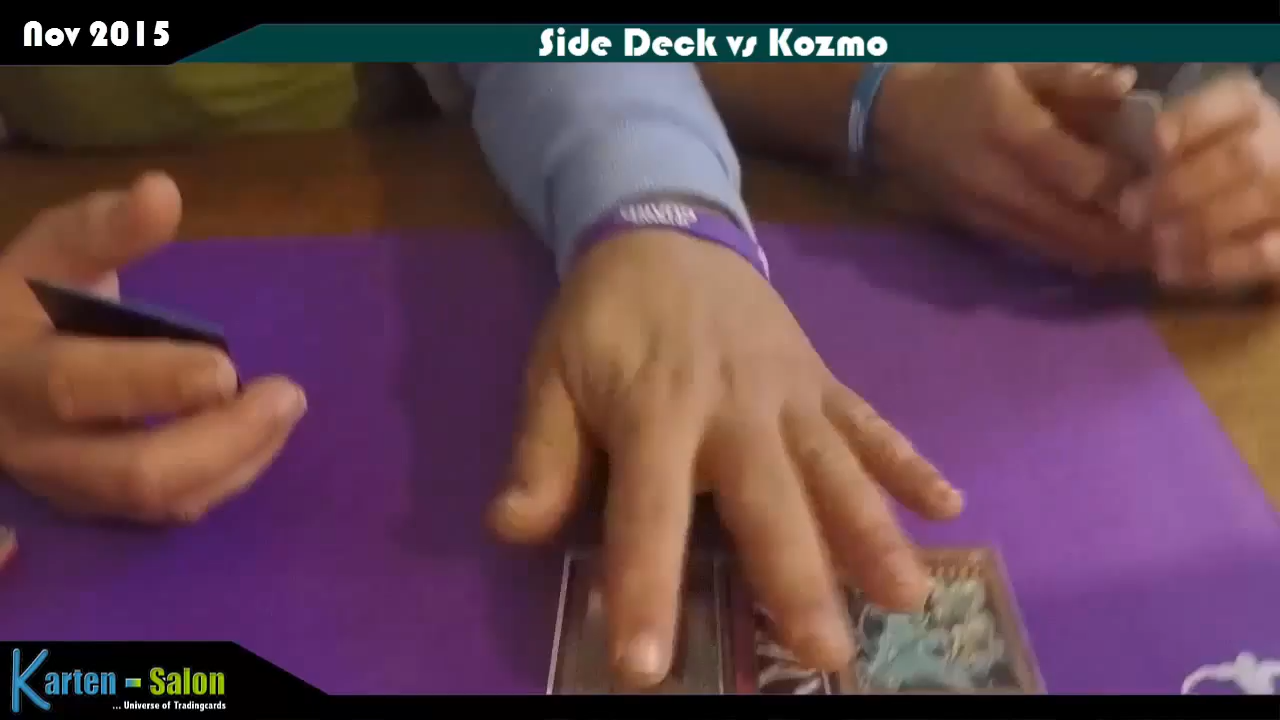 Nov 2015
Side Deck vs Kozmo
Karten - Salon
... Universe of Tradingcards